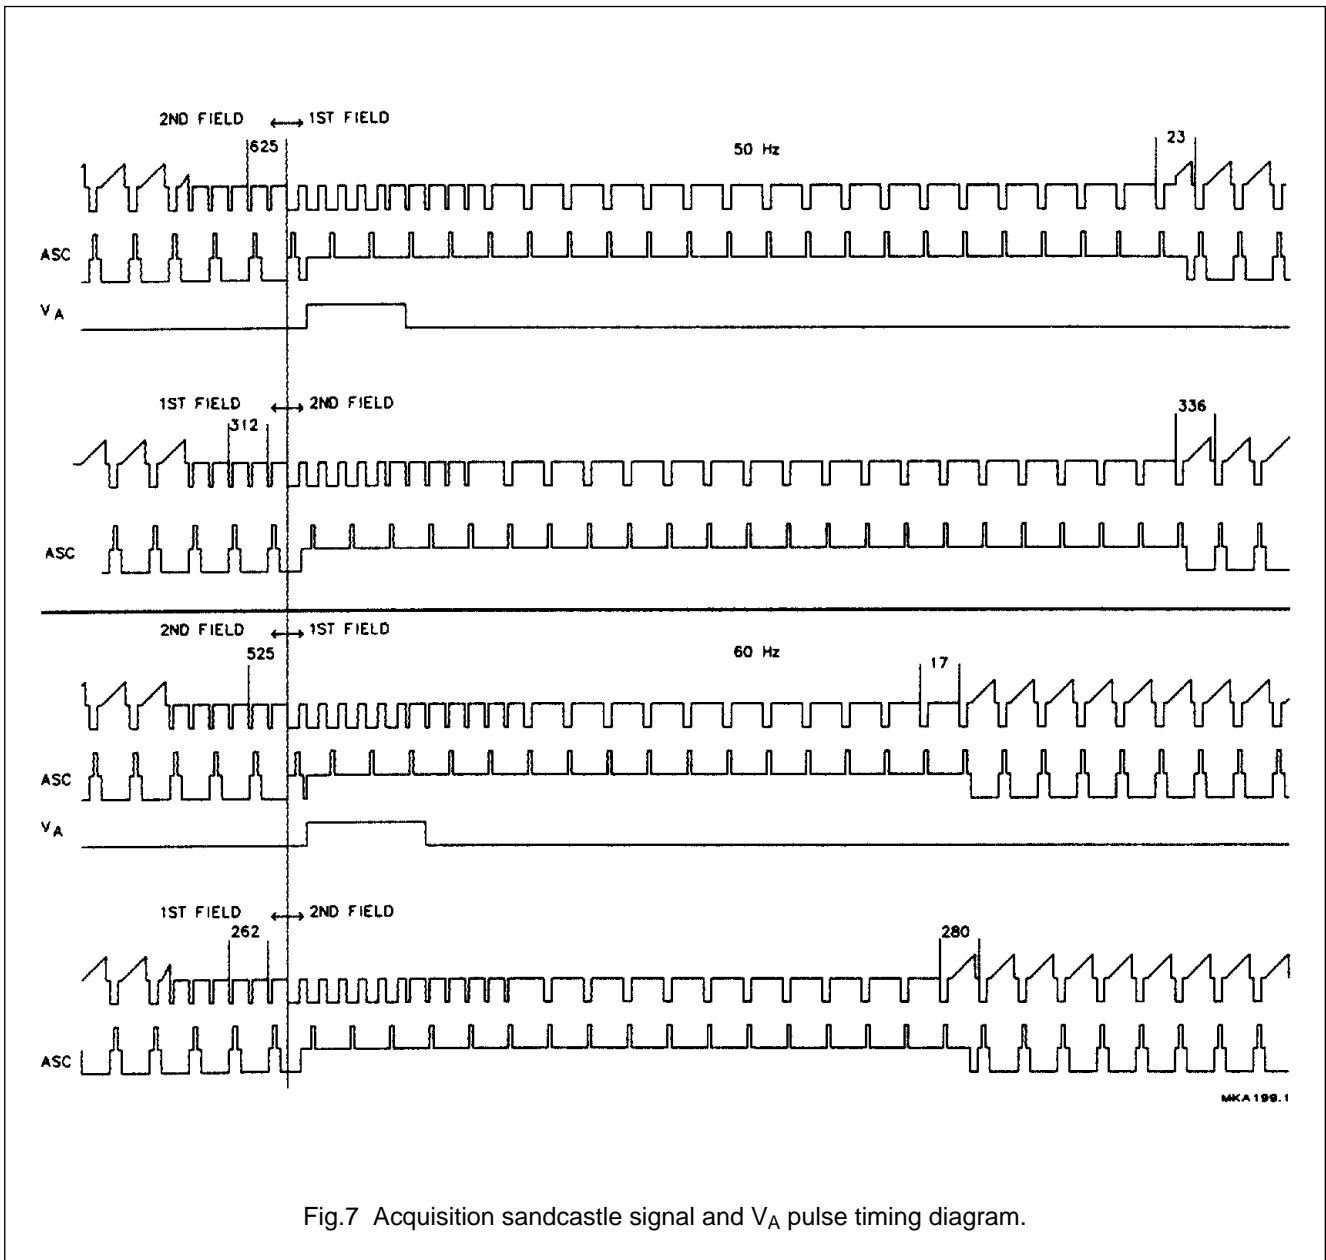 2ND FIELD ↔ 1ST FIELD
625
50 Hz
23
ASC
VA
1ST FIELD ↔ 2ND FIELD
312
336
ASC
2ND FIELD ↔ 1ST FIELD
525
60 Hz
17
ASC
VA
1ST FIELD ↔ 2ND FIELD
262
280
ASC
MKA199.1
Fig.7 Acquisition sandcastle signal and VA pulse timing diagram.